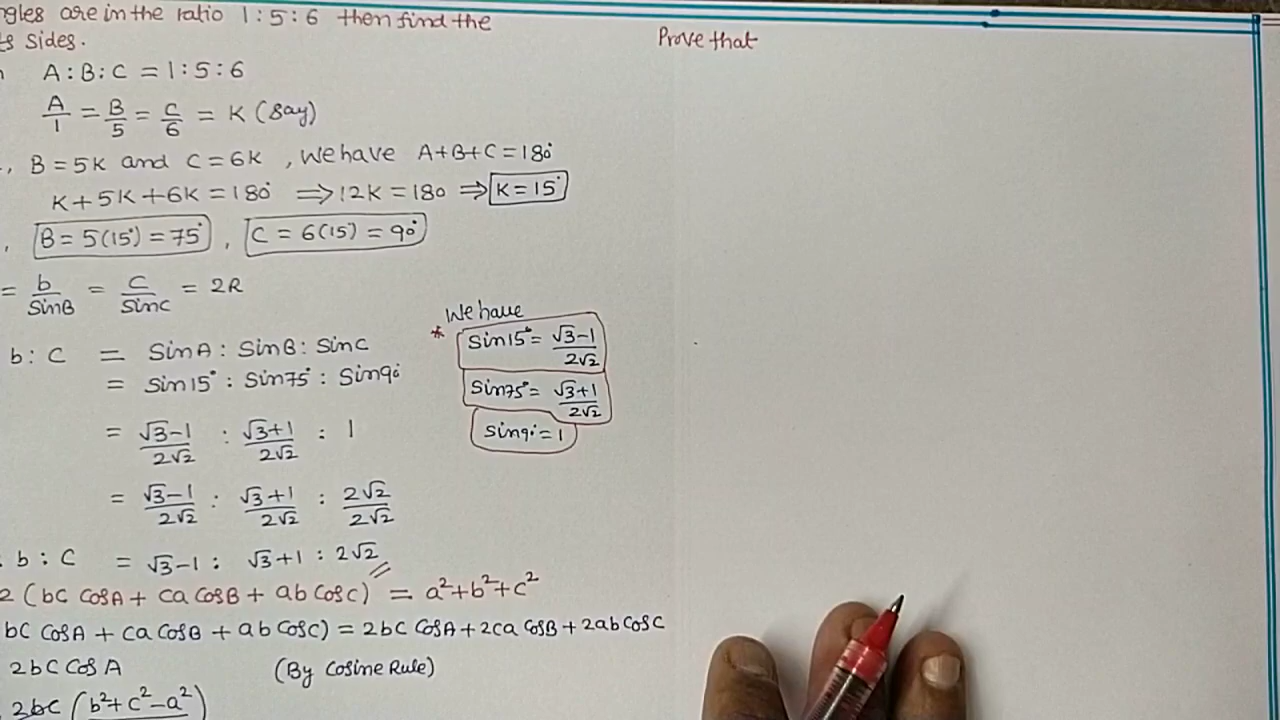 ngles are in the ratio 1 : 5 : 6 then find the
ts sides.
A : B : C = 1 : 5 : 6
A/1 = B/5 = C/6 = K (say)
, B = 5K and C = 6K , We have A+B+C = 180°
K + 5K + 6K = 180° ⟹ 12K = 180 ⟹ K = 15°
, B = 5(15°) = 75° , C = 6(15) = 90°
= b/sinB = c/sinC = 2R
b : C = sinA : sinB : sinC
= sin15° : sin75° : sin90°
= √3-1/2√2 : √3+1/2√2 : 1
= √3-1/2√2 : √3+1/2√2 : 2√2/2√2
b : C = √3-1 : √3+1 : 2√2
* We have
sin15° = √3-1/2√2
sin75° = √3+1/2√2
sin90° = 1
2 (bc cosA + ca cosB + ab cosC) = a²+b²+c²
bc cosA + ca cosB + ab cosC) = 2bc cosA + 2ca cosB + 2ab cosC
2bc cosA (By Cosine Rule)
2bc (b²+c²-a²)
Prove that